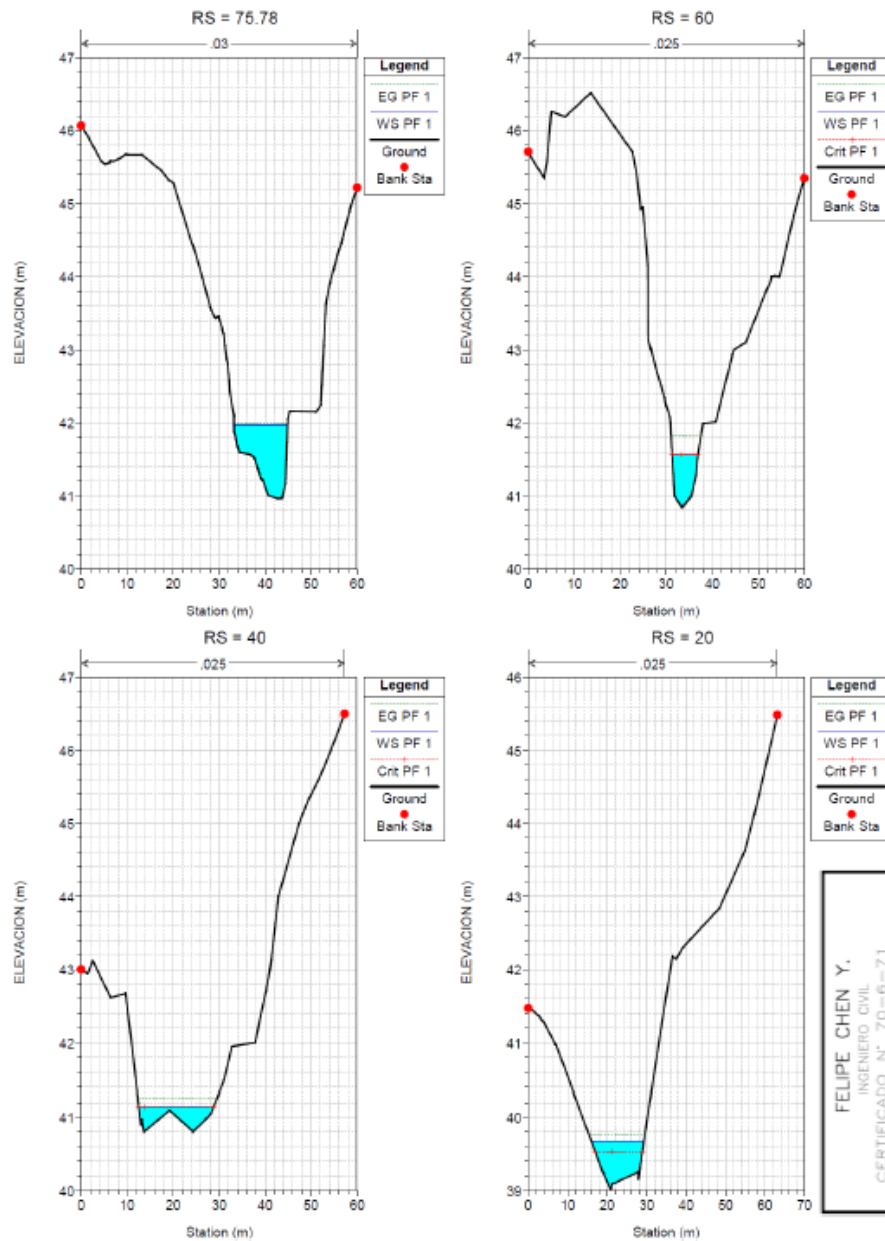 RS = 75.78
.03
47
46
45
44
43
42
41
40
ELEVACION (m)
0 10 20 30 40 50 60
Station (m)
Legend
EG PF 1
WS PF 1
Ground
Bank Sta
RS = 60
.025
47
46
45
44
43
42
41
40
ELEVACION (m)
0 10 20 30 40 50 60
Station (m)
Legend
EG PF 1
WS PF 1
Crit PF 1
Ground
Bank Sta
RS = 40
.025
47
46
45
44
43
42
41
40
ELEVACION (m)
0 10 20 30 40 50 60
Station (m)
Legend
EG PF 1
WS PF 1
Crit PF 1
Ground
Bank Sta
RS = 20
.025
46
45
44
43
42
41
40
39
ELEVACION (m)
0 10 20 30 40 50 60 70
Station (m)
Legend
EG PF 1
WS PF 1
Crit PF 1
Ground
Bank Sta
FELIPE CHEN Y.
INGENIERO CIVIL
CERTIFICADO N° 70-6-71